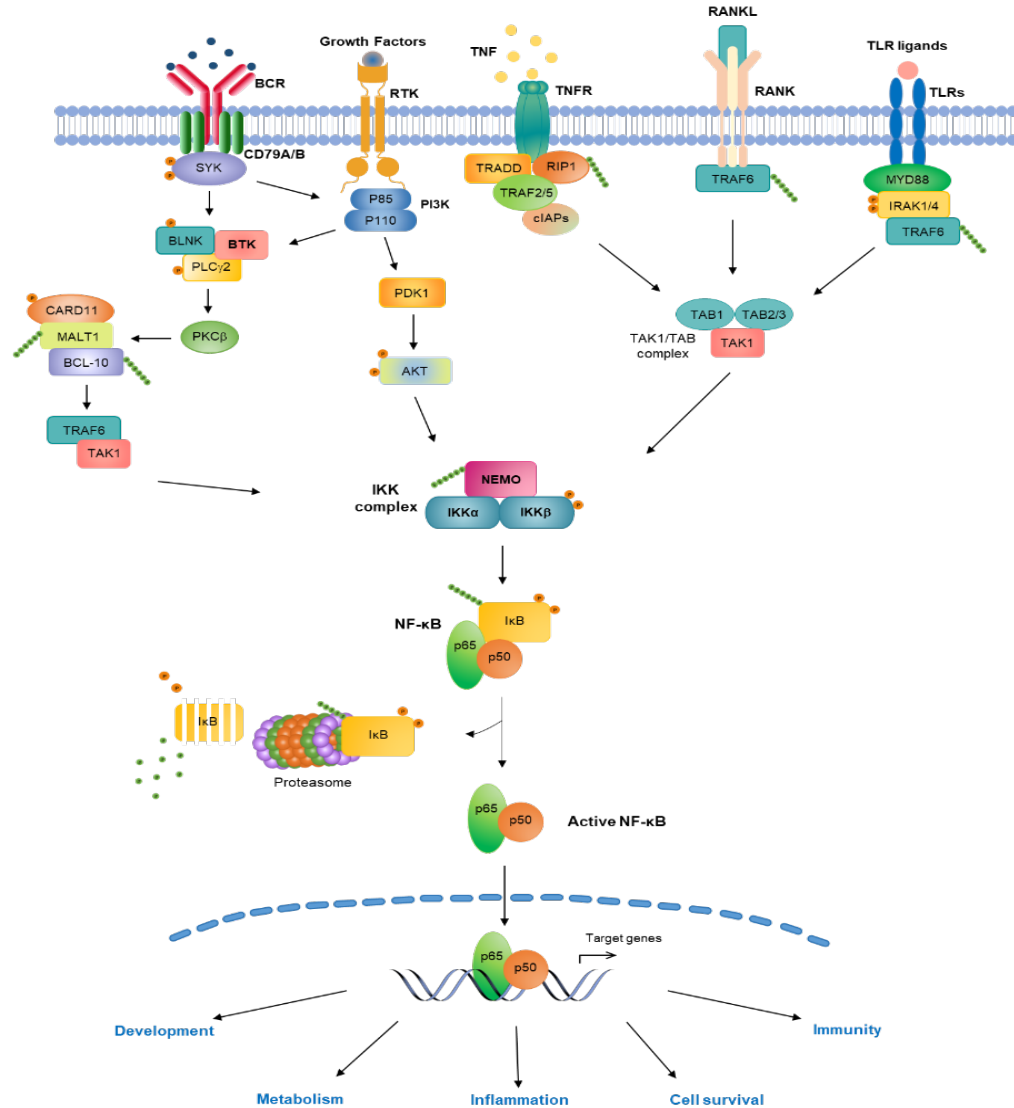 RANKL
Growth Factors
TNF
TLR ligands
BCR
RTK
TNFR
RANK
TLRs
CD79A/B
SYK
P
P
TRADD
RIP1
TRAF2/5
cIAPs
TRAF6
MYD88
IRAK1/4
P
P
TRAF6
P85
P110
PI3K
P
BLNK
BTK
PLCγ2
P
PDK1
P
CARD11
MALT1
BCL-10
PKCβ
TAB1
TAB2/3
TAK1
TAK1/TAB
complex
P
P
AKT
TRAF6
TAK1
NEMO
IKK
complex
IKKα
IKKβ
P
P
P
P
NF-κB
IκB
p65
p50
P
P
IκB
P
P
IκB
Proteasome
p65
p50
Active NF-κB
p65
p50
Target genes
Development
Immunity
Metabolism
Inflammation
Cell survival